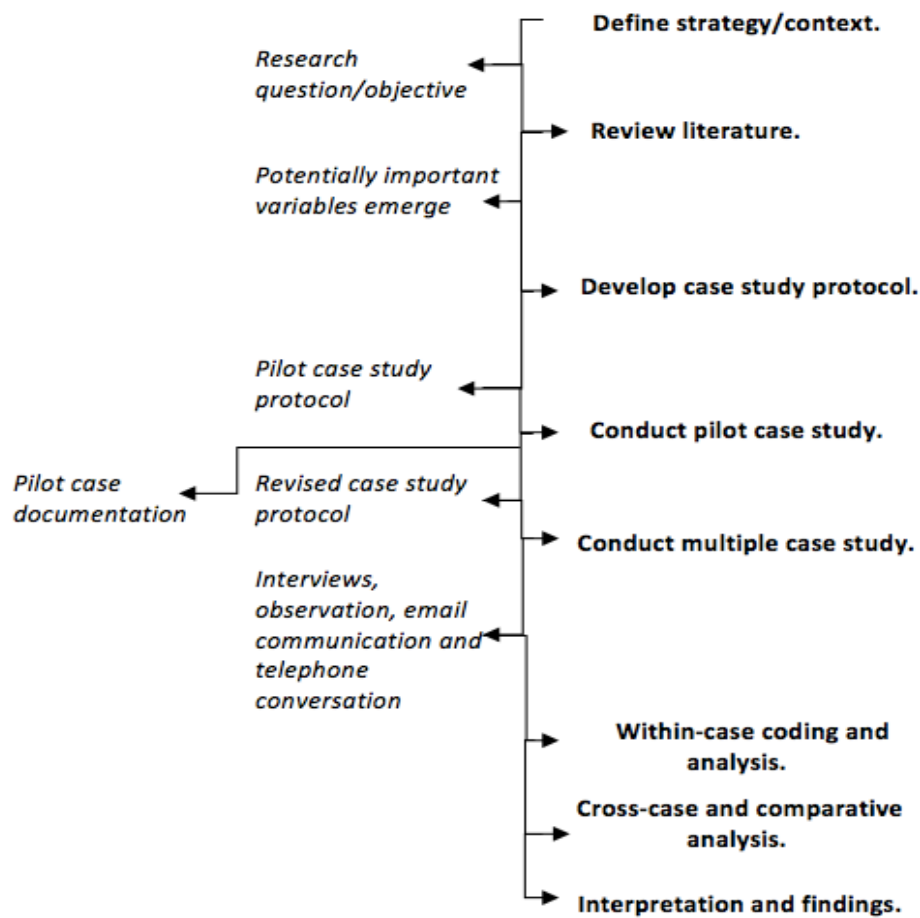 Define strategy/context.
Research
question/objective
Review literature.
Potentially important
variables emerge
Develop case study protocol.
Pilot case study
protocol
Conduct pilot case study.
Pilot case
documentation
Revised case study
protocol
Conduct multiple case study.
Interviews,
observation, email
communication and
telephone
conversation
Within-case coding and
analysis.
Cross-case and comparative
analysis.
Interpretation and findings.